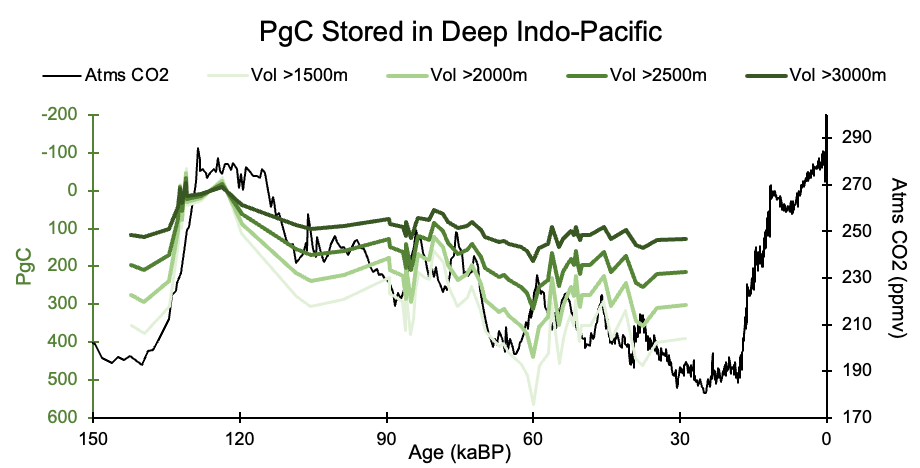 PgC Stored in Deep Indo-Pacific
Atms CO2 Vol >1500m Vol >2000m Vol >2500m Vol >3000m
-200
-100
0
100
200
300
400
500
600
PgC
290
270
250
230
210
190
170
Atms CO2 (ppmv)
150 120 90 60 30 0
Age (kaBP)